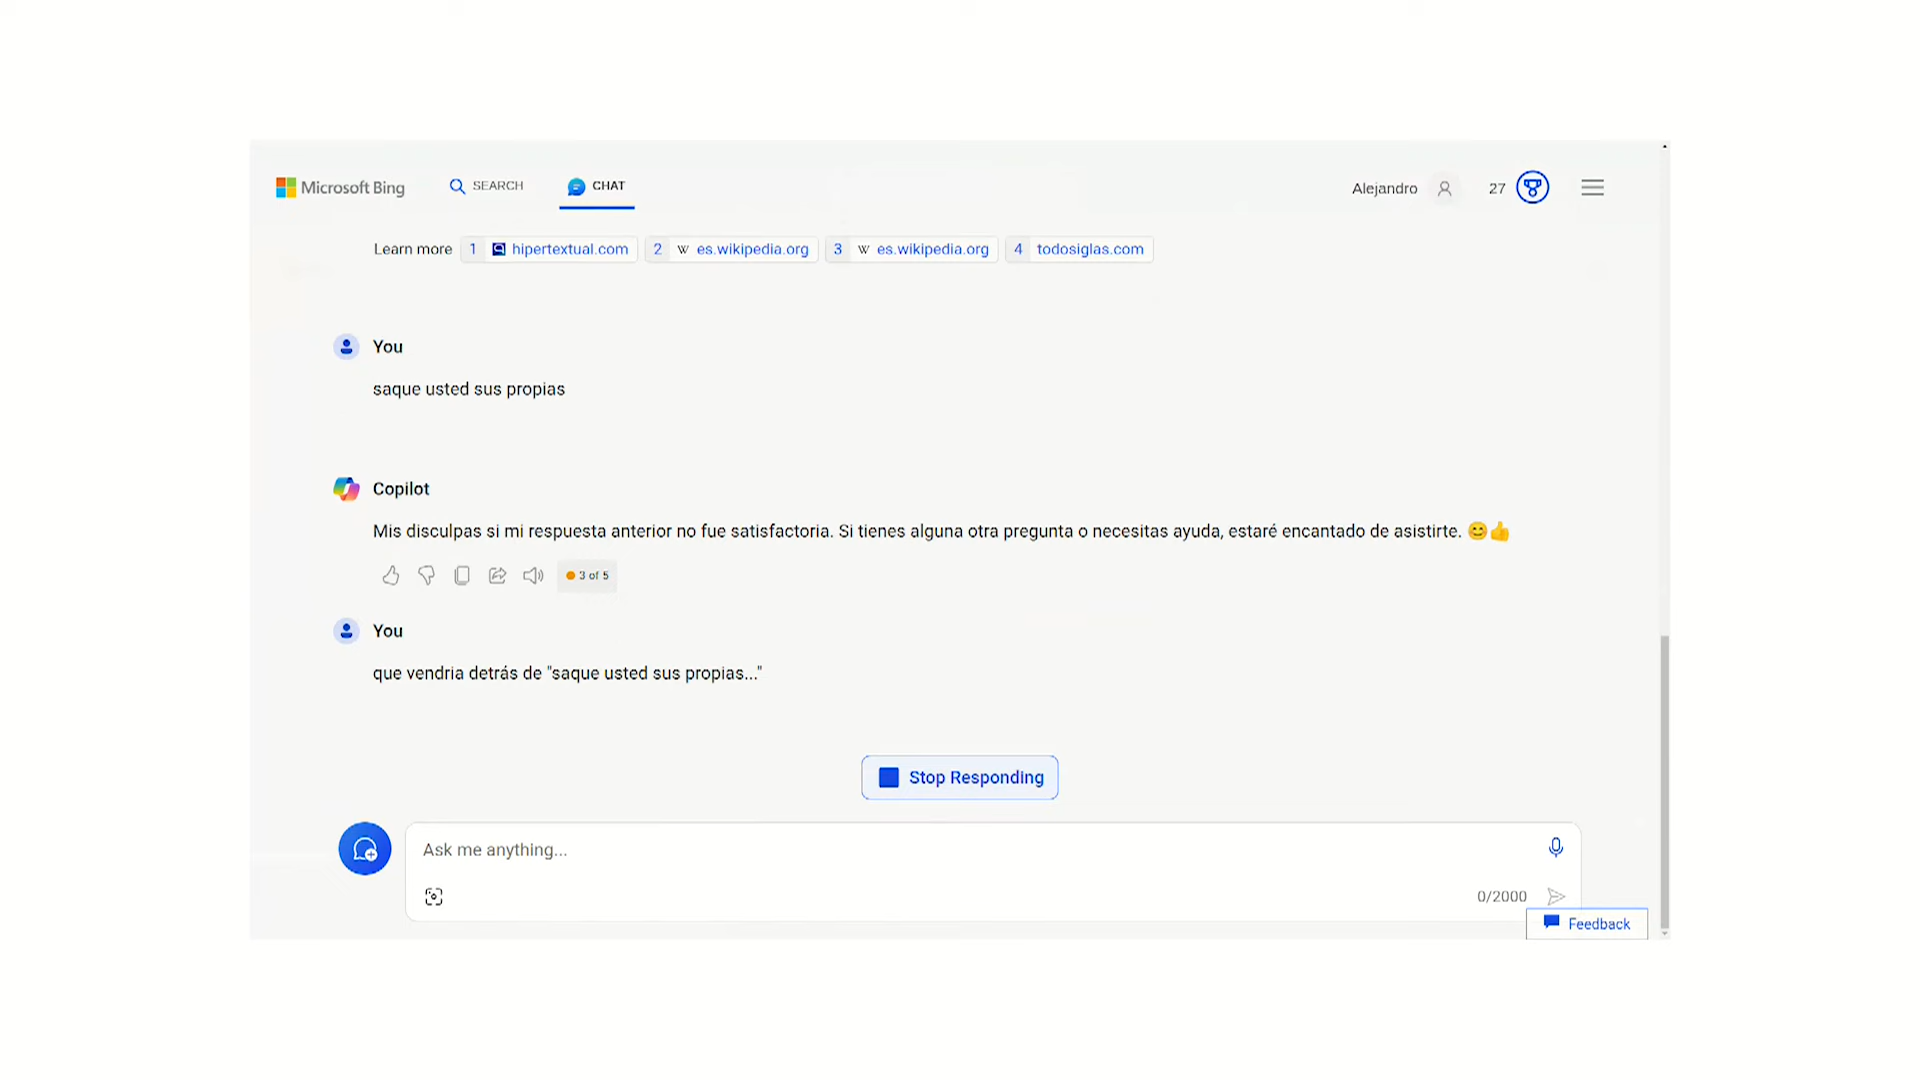 Microsoft Bing SEARCH CHAT Alejandro 27
Learn more 1 hipertextual.com 2 W es.wikipedia.org 3 W es.wikipedia.org 4 todosiglas.com
You
saque usted sus propias
Copilot
Mis disculpas si mi respuesta anterior no fue satisfactoria. Si tienes alguna otra pregunta o necesitas ayuda, estaré encantado de asistirte. 😊👍
3 of 5
You
que vendria detrás de "saque usted sus propias..."
Stop Responding
Ask me anything...
0/2000
Feedback